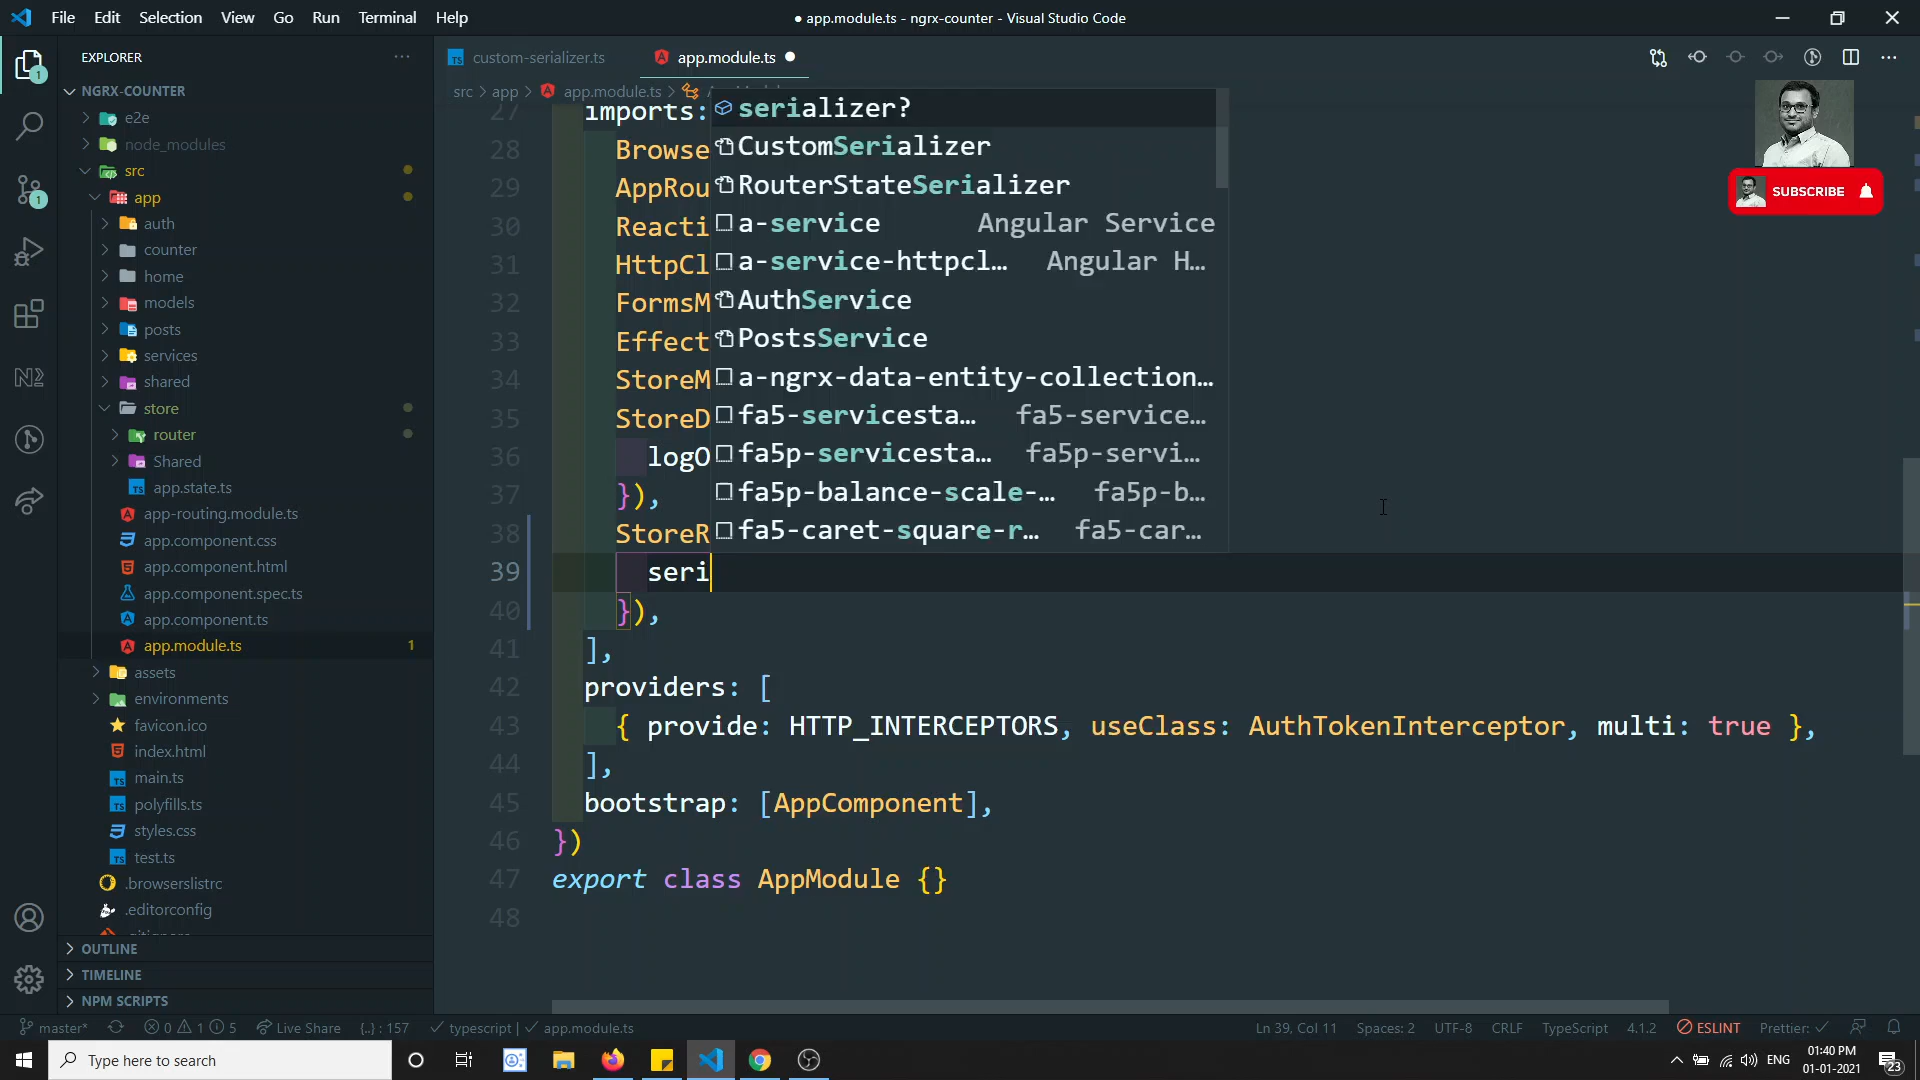 File Edit Selection View Go Run Terminal Help
● app.module.ts - ngrx-counter - Visual Studio Code
EXPLORER
custom-serializer.ts
app.module.ts
NGRX-COUNTER
e2e
node_modules
src
app
auth
counter
home
models
posts
services
shared
store
router
Shared
app.state.ts
app-routing.module.ts
app.component.css
app.component.html
app.component.spec.ts
app.component.ts
app.module.ts 1
assets
environments
favicon.ico
index.html
main.ts
polyfills.ts
styles.css
test.ts
.browserslistrc
.editorconfig
OUTLINE
TIMELINE
NPM SCRIPTS
src > app > app.module.ts >
27 imports:
28 Browse
29 AppRou
30 Reacti
31 HttpCl
32 FormsM
33 Effect
34 StoreM
35 StoreD
36 logO
37 }),
38 StoreR
39 seri
40 }),
41 ],
42 providers: [
43 { provide: HTTP_INTERCEPTORS, useClass: AuthTokenInterceptor, multi: true },
44 ],
45 bootstrap: [AppComponent],
46 })
47 export class AppModule {}
48
serializer?
CustomSerializer
RouterStateSerializer
a-service Angular Service
a-service-httpcl… Angular H…
AuthService
PostsService
a-ngrx-data-entity-collection…
fa5-servicesta… fa5-service…
fa5p-servicesta… fa5p-servi…
fa5p-balance-scale-… fa5p-b…
fa5-caret-square-r… fa5-car…
SUBSCRIBE
1
1
master* 0 1 5 Live Share {..} : 157 typescript | app.module.ts
Ln 39, Col 11 Spaces: 2 UTF-8 CRLF TypeScript 4.1.2 ESLINT Prettier: ✓
Type here to search
ENG
01:40 PM
01-01-2021
23